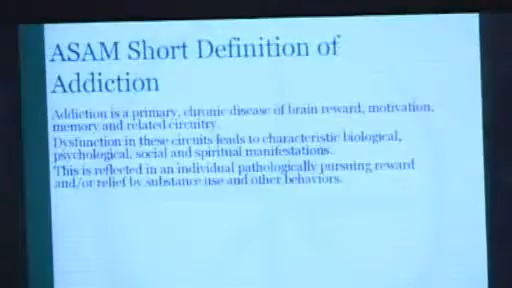 ASAM Short Definition of
Addiction
Addiction is a primary, chronic disease of brain reward, motivation,
memory and related circuitry.
Dysfunction in these circuits leads to characteristic biological,
psychological, social and spiritual manifestations.
This is reflected in an individual pathologically pursuing reward
and/or relief by substance use and other behaviors.